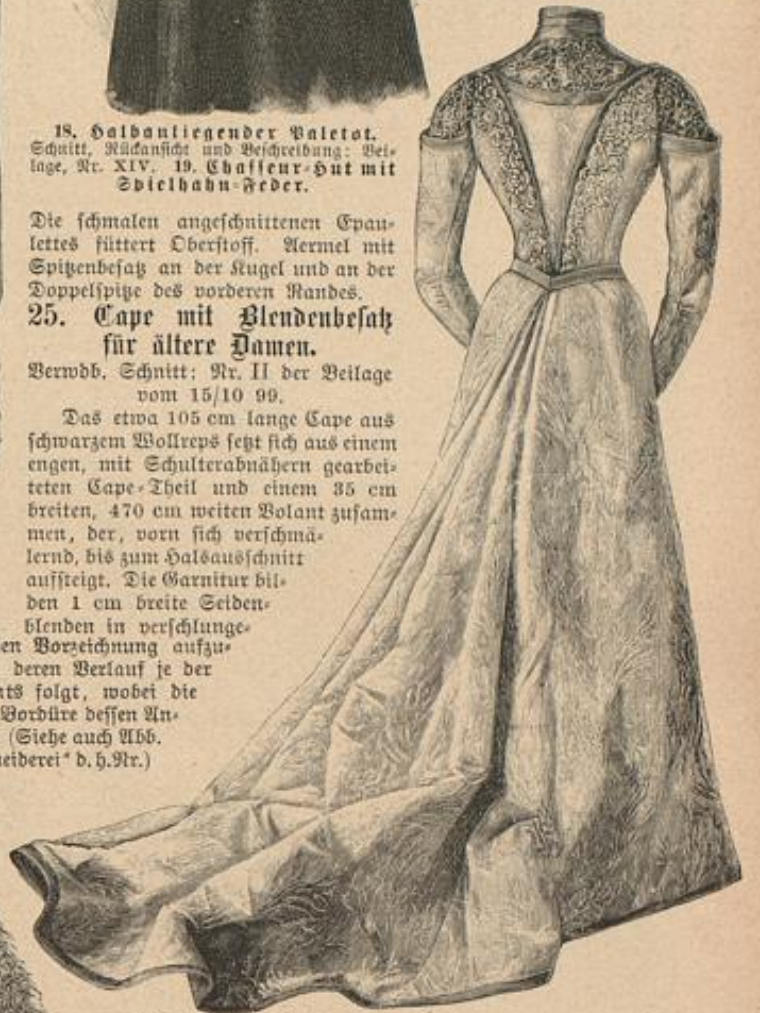 18. Halbanliegender Paletot.
Schnitt, Rückansicht und Beschreibung: Bei-
lage, Nr. XIV. 19. Chasseur-Hut mit
Spielhahn-Feder.
Die schmalen angeschnittenen Epau-
lettes füttert Oberstoff. Aermel mit
Spitzenbesatz an der Kugel und an der
Doppelspitze des vorderen Randes.
25. Cape mit Blendenbesatz
für ältere Damen.
Verwdb. Schnitt: Nr. II der Beilage
vom 15/10 99.
Das etwa 105 cm lange Cape aus
schwarzem Wollreps setzt sich aus einem
engen, mit Schulterabnähern gearbei-
teten Cape-Theil und einem 35 cm
breiten, 470 cm weiten Volant zusam-
men, der, vorn sich verschmä-
lernd, bis zum Halsausschnitt
aufsteigt. Die Garnitur bil-
den 1 cm breite Seiden-
blenden in verschlunge-
en Vorzeichnung aufzu-
deren Verlauf je der
nts folgt, wobei die
Bordüre dessen An-
(Siehe auch Abb.
neiderei" d. h. Nr.)